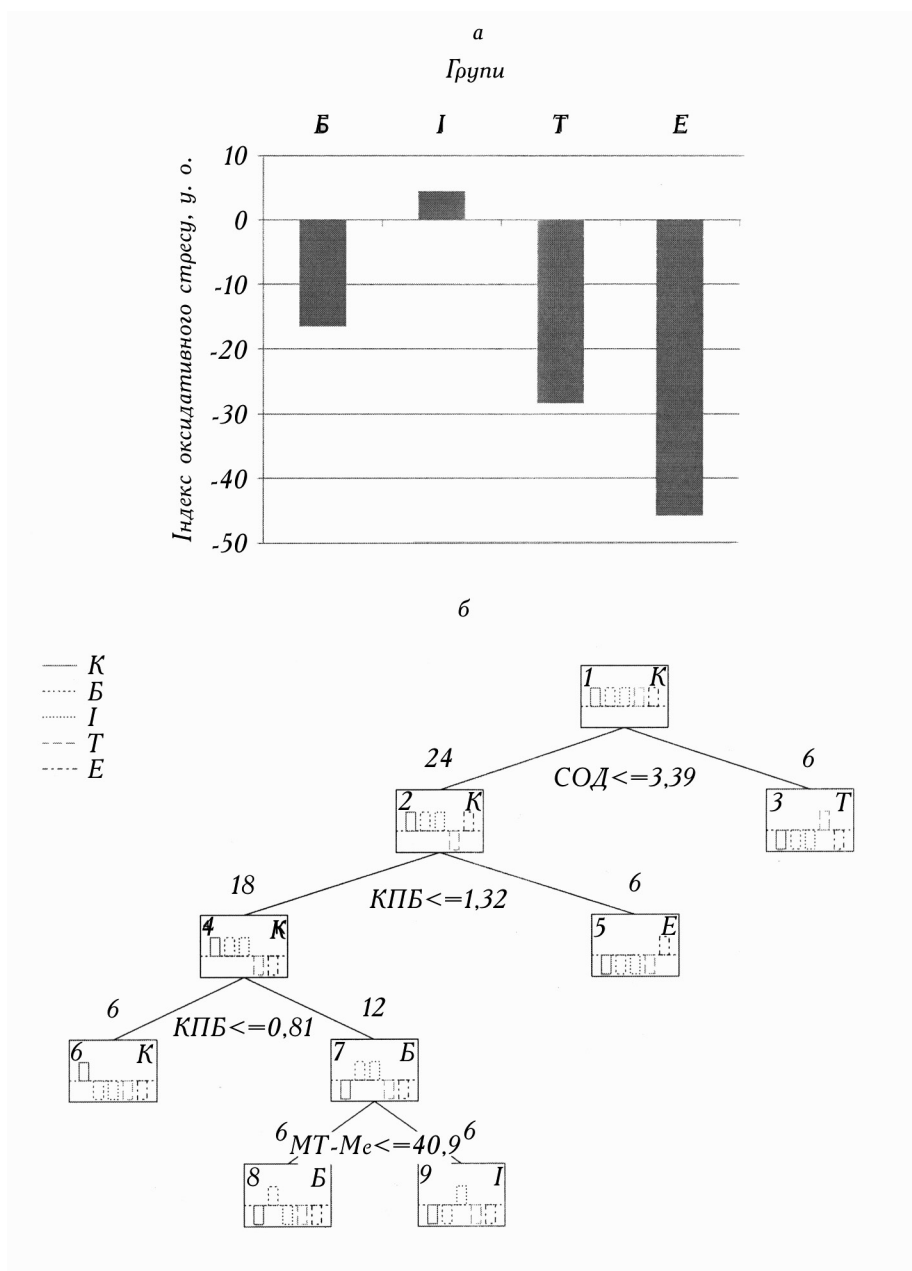 а
Групи
Б І Т Е
Індекс оксидативного стресу, у. о.
10
0
-10
-20
-30
-40
-50
б
К
Б
І
Т
Е
1 К
24 СОД<=3,39 6
2 К
3 Т
18 КПБ<=1,32 6
4 К
5 Е
6 КПБ<=0,81 12
6 К
7 Б
6 МТ-Ме<=40,9 6
8 Б
9 І